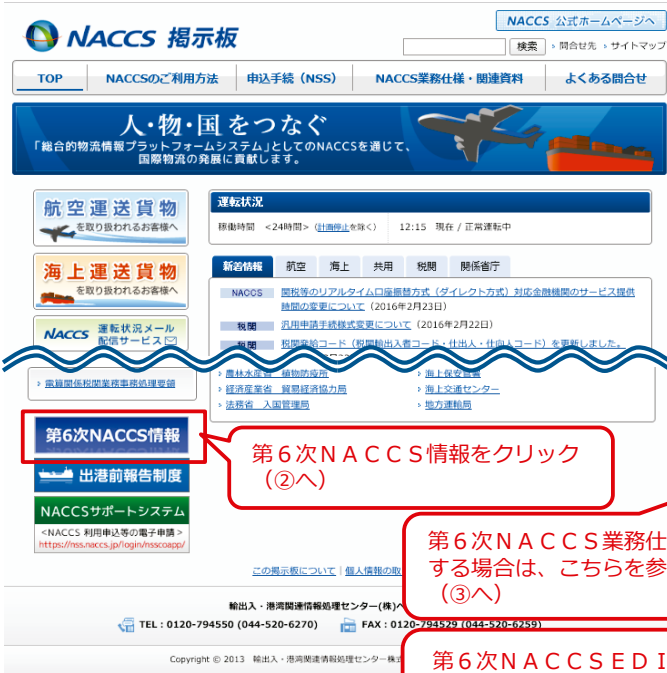 NACCS 掲示板
NACCS 公式ホームページへ
検索
問合せ先
サイトマップ
TOP
NACCSのご利用方法
申込手続（NSS）
NACCS業務仕様・関連資料
よくある問合せ
人・物・国 をつなぐ
「総合的物流情報プラットフォームシステム」としてのNACCSを通じて、
国際物流の発展に貢献します。
航空運送貨物
を取り扱われるお客様へ
海上運送貨物
を取り扱われるお客様へ
NACCS 運転状況メール
配信サービス
電算関係税関業務事務処理要領
運転状況
稼働時間 <24時間>（計画停止を除く） 12:15 現在 / 正常運転中
新着情報 航空 海上 共用 税関 関係省庁
NACCS 関税等のリアルタイム口座振替方式（ダイレクト方式）対応金融機関のサービス提供
時間の変更について（2016年2月23日）
税関 汎用申請手続様式変更について（2016年2月22日）
税関 税関発給コード（税関輸出入者コード・仕出人・仕向人コード）を更新しました。
農林水産省 植物防疫所
海上保安官署
経済産業省 貿易経済協力局
海上交通センター
法務省 入国管理局
地方運輸局
第6次NACCS情報
出港前報告制度
NACCSサポートシステム
<NACCS 利用申込等の電子申請>
https://nss.naccs.jp/login/nsscoapp/
第６次ＮＡＣＣＳ情報をクリック
（②へ）
第６次ＮＡＣＣＳ業務仕
する場合は、こちらを参
（③へ）
この掲示板について | 個人情報の取
輸出入・港湾関連情報処理センター(株)へ
TEL：0120-794550 (044-520-6270)
FAX：0120-794529 (044-520-6259)
Copyright © 2013 輸出入・港湾関連情報処理センター株式
第６次ＮＡＣＣＳＥＤＩ